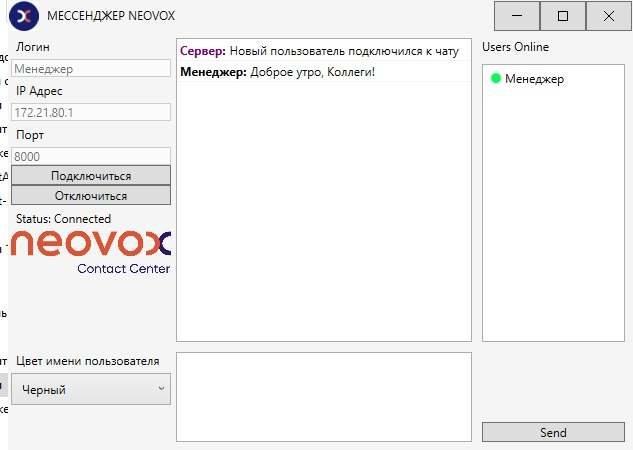 МЕССЕНДЖЕР NEOVOX
Логин
Менеджер
IP Адрес
172.21.80.1
Порт
8000
Подключиться
Отключиться
Status: Connected
neovox
Contact Center
Цвет имени пользователя
Черный
Сервер: Новый пользователь подключился к чату
Менеджер: Доброе утро, Коллеги!
Users Online
Менеджер
Send